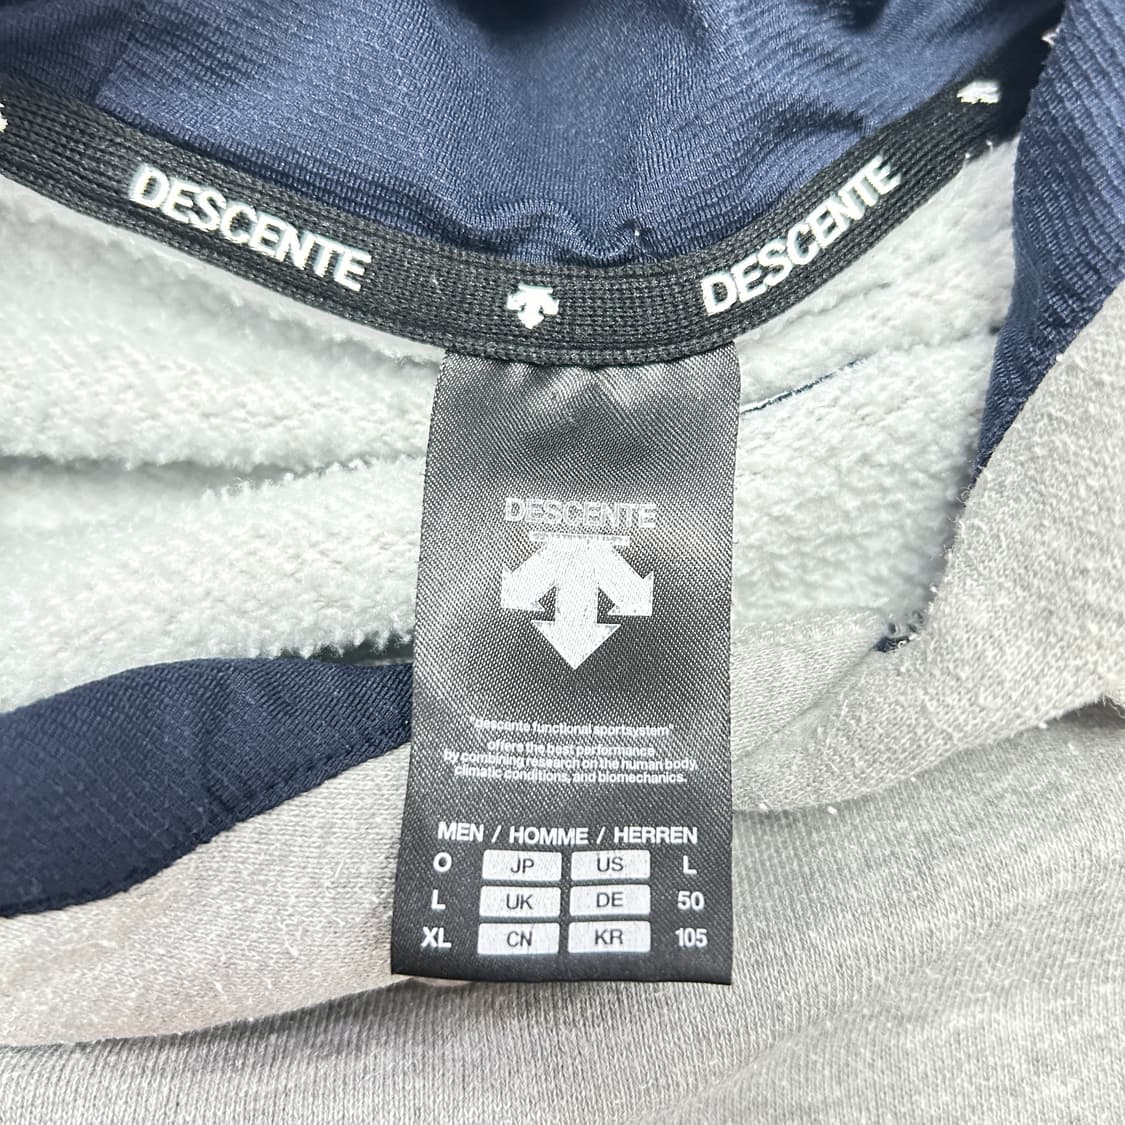 DESCENTE
DESCENTE
DESCENTE
"descente functional sportsystem"
offers the best performance
by combining research on the human body,
climatic conditions, and biomechanics.
MEN / HOMME / HERREN
O JP US L
L UK DE 50
XL CN KR 105